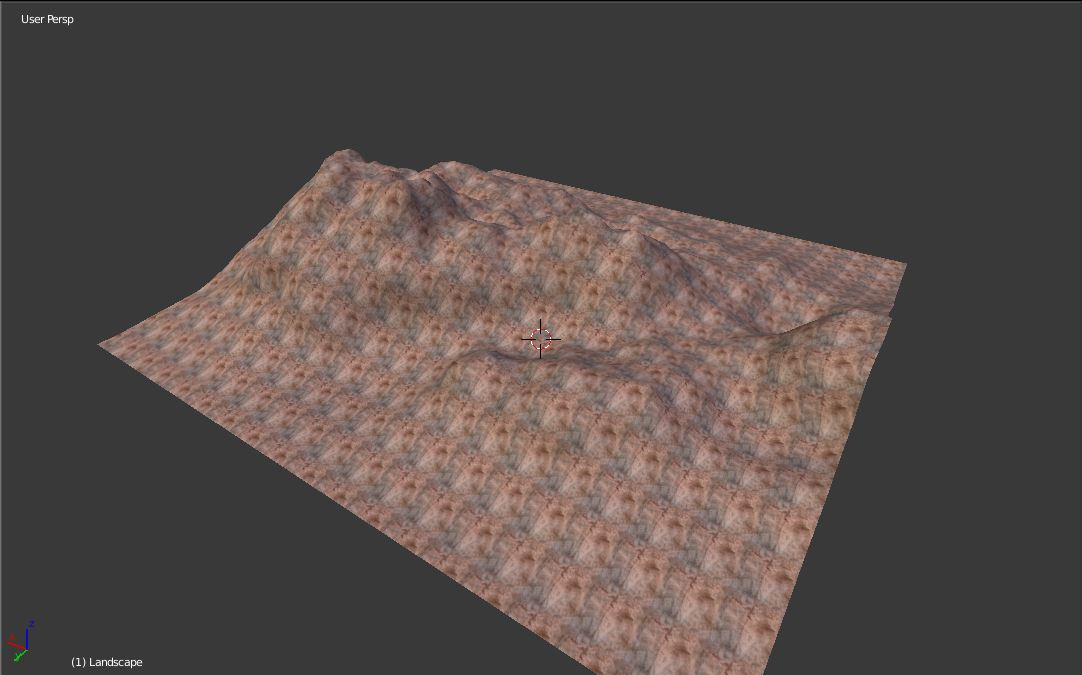 User Persp
z
y
(1) Landscape